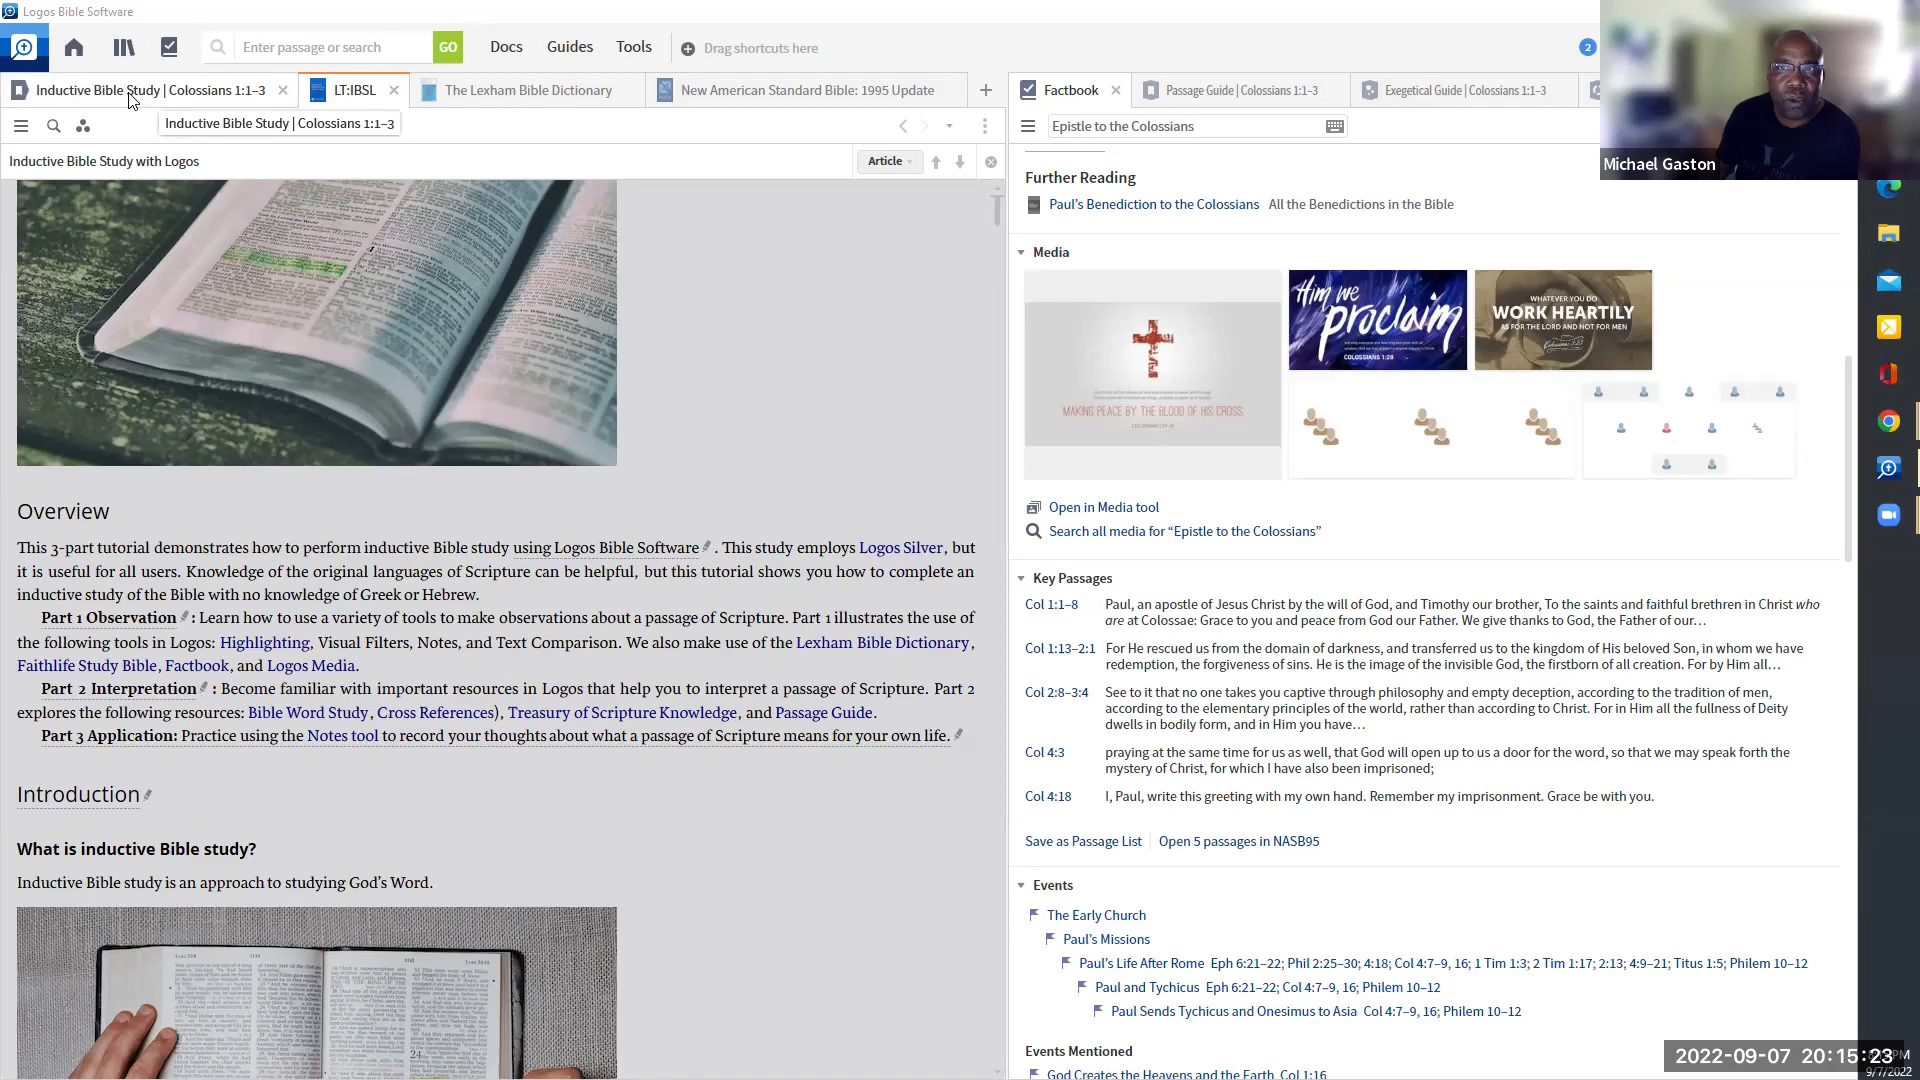 Logos Bible Software
Enter passage or search
GO
Docs
Guides
Tools
Drag shortcuts here
2
Inductive Bible Study | Colossians 1:1–3
LT:IBSL
The Lexham Bible Dictionary
New American Standard Bible: 1995 Update
Inductive Bible Study | Colossians 1:1–3
Inductive Bible Study with Logos
Article
Overview
This 3-part tutorial demonstrates how to perform inductive Bible study using Logos Bible Software. This study employs Logos Silver, but
it is useful for all users. Knowledge of the original languages of Scripture can be helpful, but this tutorial shows you how to complete an
inductive study of the Bible with no knowledge of Greek or Hebrew.
Part 1 Observation: Learn how to use a variety of tools to make observations about a passage of Scripture. Part 1 illustrates the use of
the following tools in Logos: Highlighting, Visual Filters, Notes, and Text Comparison. We also make use of the Lexham Bible Dictionary,
Faithlife Study Bible, Factbook, and Logos Media.
Part 2 Interpretation: Become familiar with important resources in Logos that help you to interpret a passage of Scripture. Part 2
explores the following resources: Bible Word Study, Cross References), Treasury of Scripture Knowledge, and Passage Guide.
Part 3 Application: Practice using the Notes tool to record your thoughts about what a passage of Scripture means for your own life.
Introduction
What is inductive Bible study?
Inductive Bible study is an approach to studying God's Word.
Factbook
Passage Guide | Colossians 1:1–3
Exegetical Guide | Colossians 1:1–3
Epistle to the Colossians
Michael Gaston
Further Reading
Paul's Benediction to the Colossians All the Benedictions in the Bible
Media
MAKING PEACE BY THE BLOOD OF HIS CROSS
Him we
proclaim
COLOSSIANS 1:28
WHATEVER YOU DO
WORK HEARTILY
AS FOR THE LORD AND NOT FOR MEN
Colossians 3:23
Open in Media tool
Search all media for “Epistle to the Colossians”
Key Passages
Col 1:1–8 Paul, an apostle of Jesus Christ by the will of God, and Timothy our brother, To the saints and faithful brethren in Christ who
are at Colossae: Grace to you and peace from God our Father. We give thanks to God, the Father of our…
Col 1:13–2:1 For He rescued us from the domain of darkness, and transferred us to the kingdom of His beloved Son, in whom we have
redemption, the forgiveness of sins. He is the image of the invisible God, the firstborn of all creation. For by Him all…
Col 2:8–3:4 See to it that no one takes you captive through philosophy and empty deception, according to the tradition of men,
according to the elementary principles of the world, rather than according to Christ. For in Him all the fullness of Deity
dwells in bodily form, and in Him you have…
Col 4:3 praying at the same time for us as well, that God will open up to us a door for the word, so that we may speak forth the
mystery of Christ, for which I have also been imprisoned;
Col 4:18 I, Paul, write this greeting with my own hand. Remember my imprisonment. Grace be with you.
Save as Passage List Open 5 passages in NASB95
Events
The Early Church
Paul's Missions
Paul's Life After Rome Eph 6:21–22; Phil 2:25–30; 4:18; Col 4:7–9, 16; 1 Tim 1:3; 2 Tim 1:17; 2:13; 4:9–21; Titus 1:5; Philem 10–12
Paul and Tychicus Eph 6:21–22; Col 4:7–9, 16; Philem 10–12
Paul Sends Tychicus and Onesimus to Asia Col 4:7–9, 16; Philem 10–12
Events Mentioned
God Creates the Heavens and the Earth Col 1:16
2022-09-07 20:15:23
9/7/2022